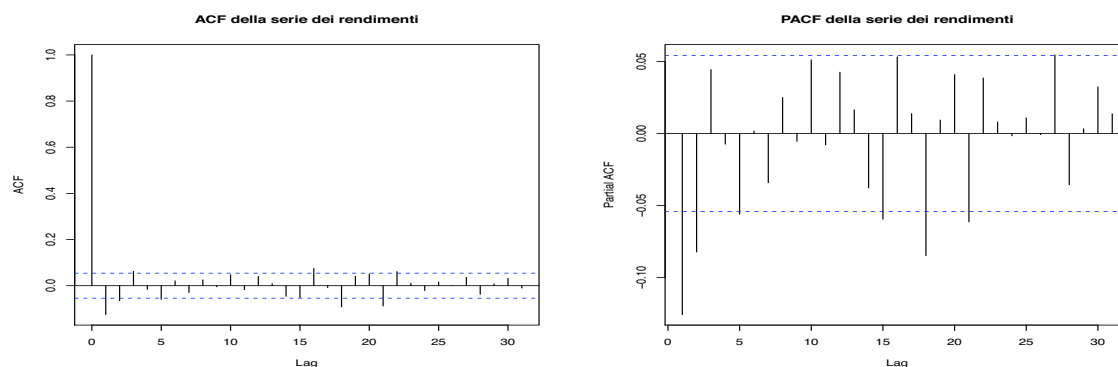 ACF della serie dei rendimenti
ACF
1.0
0.8
0.6
0.4
0.2
0.0
0 5 10 15 20 25 30
Lag
PACF della serie dei rendimenti
Partial ACF
0.05
0.00
−0.05
−0.10
0 5 10 15 20 25 30